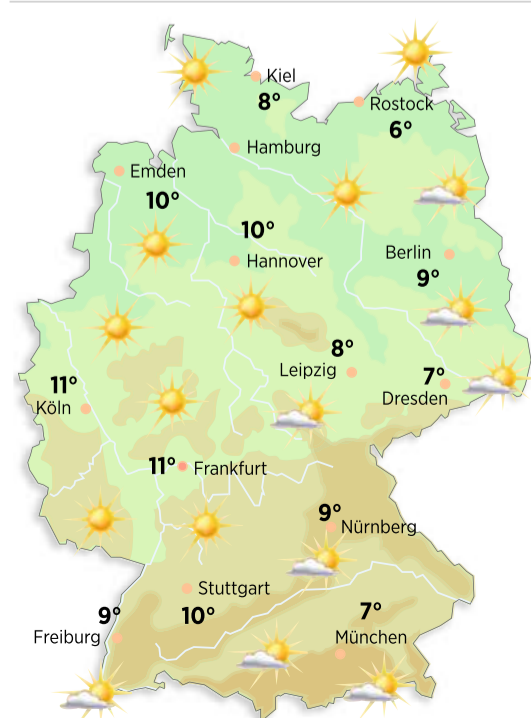 Kiel
8°
Rostock
6°
Hamburg
Emden
10°
10°
Hannover
Berlin
9°
8°
Leipzig
7°
Dresden
11°
Köln
11° Frankfurt
9°
Nürnberg
Stuttgart
10°
9°
Freiburg
7°
München